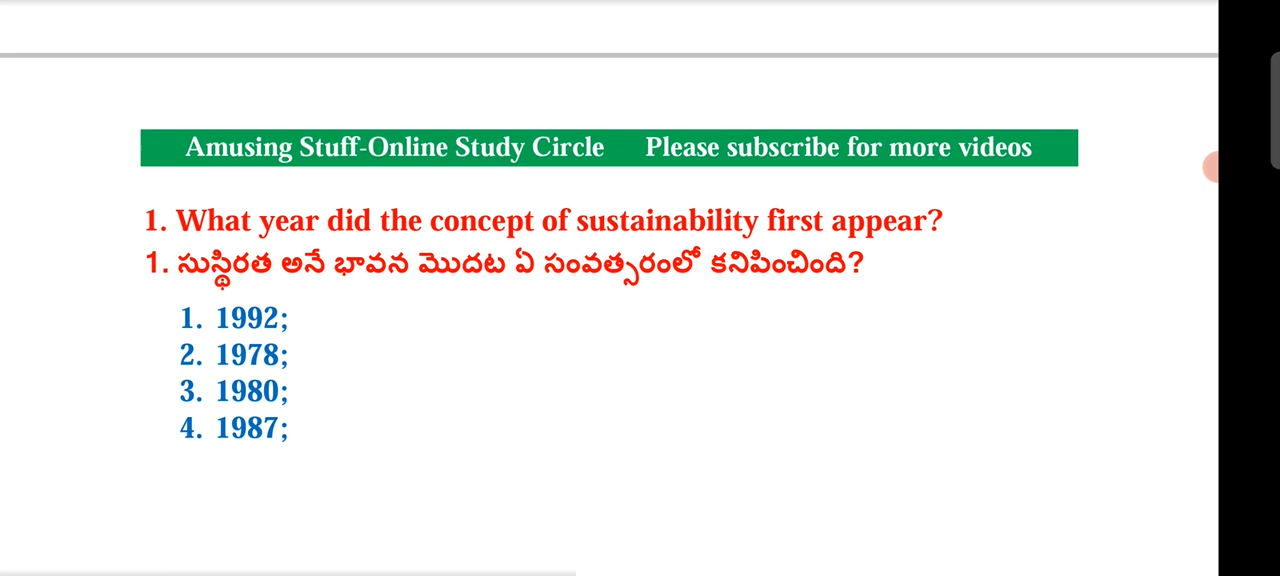 Amusing Stuff-Online Study Circle Please subscribe for more videos
1. What year did the concept of sustainability first appear?
1. సుస్థిరత అనే భావన మొదట ఏ సంవత్సరంలో కనిపించింది?
1. 1992;
2. 1978;
3. 1980;
4. 1987;